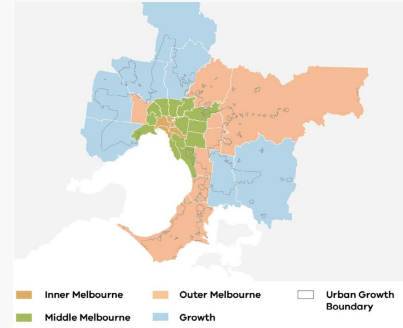 Inner Melbourne
Outer Melbourne
Urban Growth
Boundary
Middle Melbourne
Growth